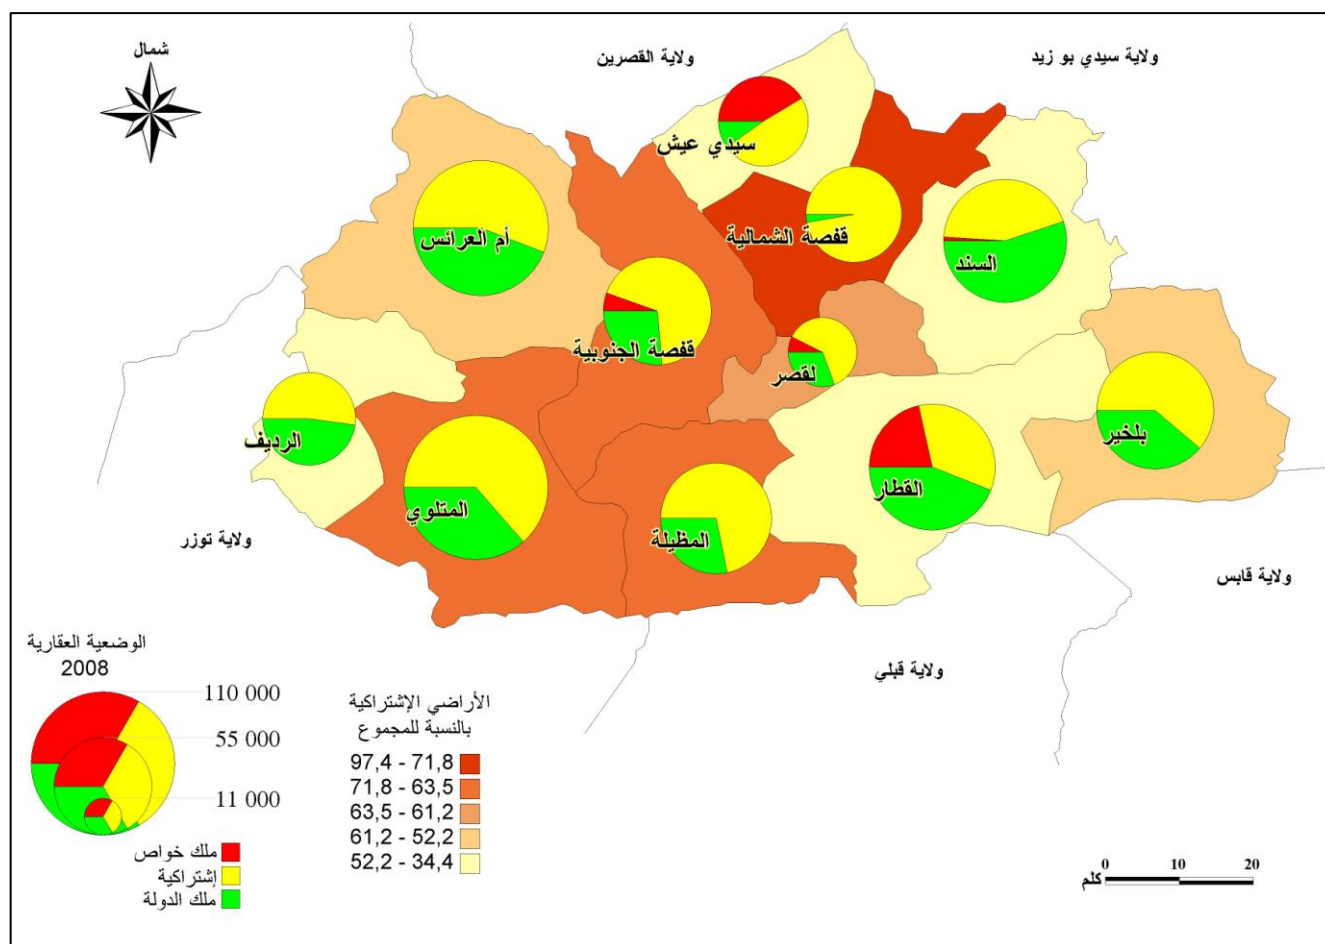 شمال
ولاية القصرين
ولاية سيدي بو زيد
سيدي عيش
أم العرائس
قفصة الشمالية
السند
قفصة الجنوبية
لقصر
الرديف
بلخير
المتلوي
المظيلة
القطار
ولاية توزر
ولاية قابس
ولاية قبلي
الوضعية العقارية
2008
110 000
55 000
11 000
ملك خواص
إشتراكية
ملك الدولة
الأراضي الإشتراكية
بالنسبة للمجموع
97,4 - 71,8
71,8 - 63,5
63,5 - 61,2
61,2 - 52,2
52,2 - 34,4
0 10 20
كلم